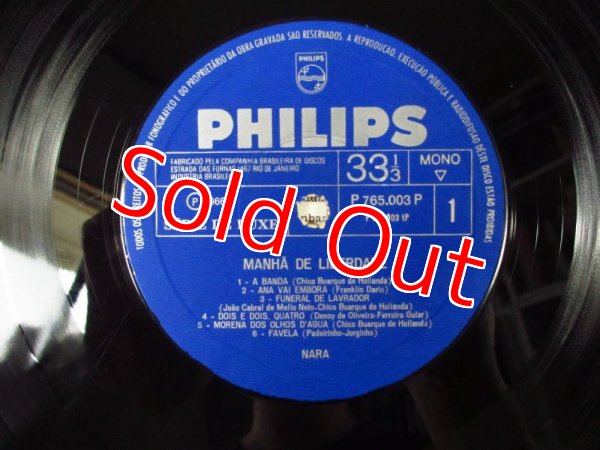 TODOS OS DIREITOS DO PRODUTOR FONOGRÁFICO E DO PROPRIETÁRIO DA OBRA GRAVADA SÃO RESERVADOS. A REPRODUÇÃO, EXECUÇÃO PÚBLICA E RADIODIFUSÃO DÊSTE DISCO ESTÃO PROIBIDAS
PHILIPS
PHILIPS
FABRICADO PELA COMPANHIA BRASILEIRA DE DISCOS
ESTRADA DAS FURNAS RIO DE JANEIRO
INDÚSTRIA BRASILEIRA
33 1/3
MONO
P 765.003 P
1
Sold Out
MANHÃ DE LIBERDADE
1 - A BANDA (Chico Buarque de Hollanda)
2 - ANA VAI EMBORA (Franklin Dario)
3 - FUNERAL DE LAVRADOR
(João Cabral de Mello Neto-Chico Buarque de Hollanda)
4 - DOIS E DOIS, QUATRO (Denoy de Oliveira-Ferreira Gular)
5 - MORENA DOS OLHOS D'ÁGUA (Chico Buarque de Hollanda)
6 - FAVELA (Padeirinho-Jorginho)
NARA